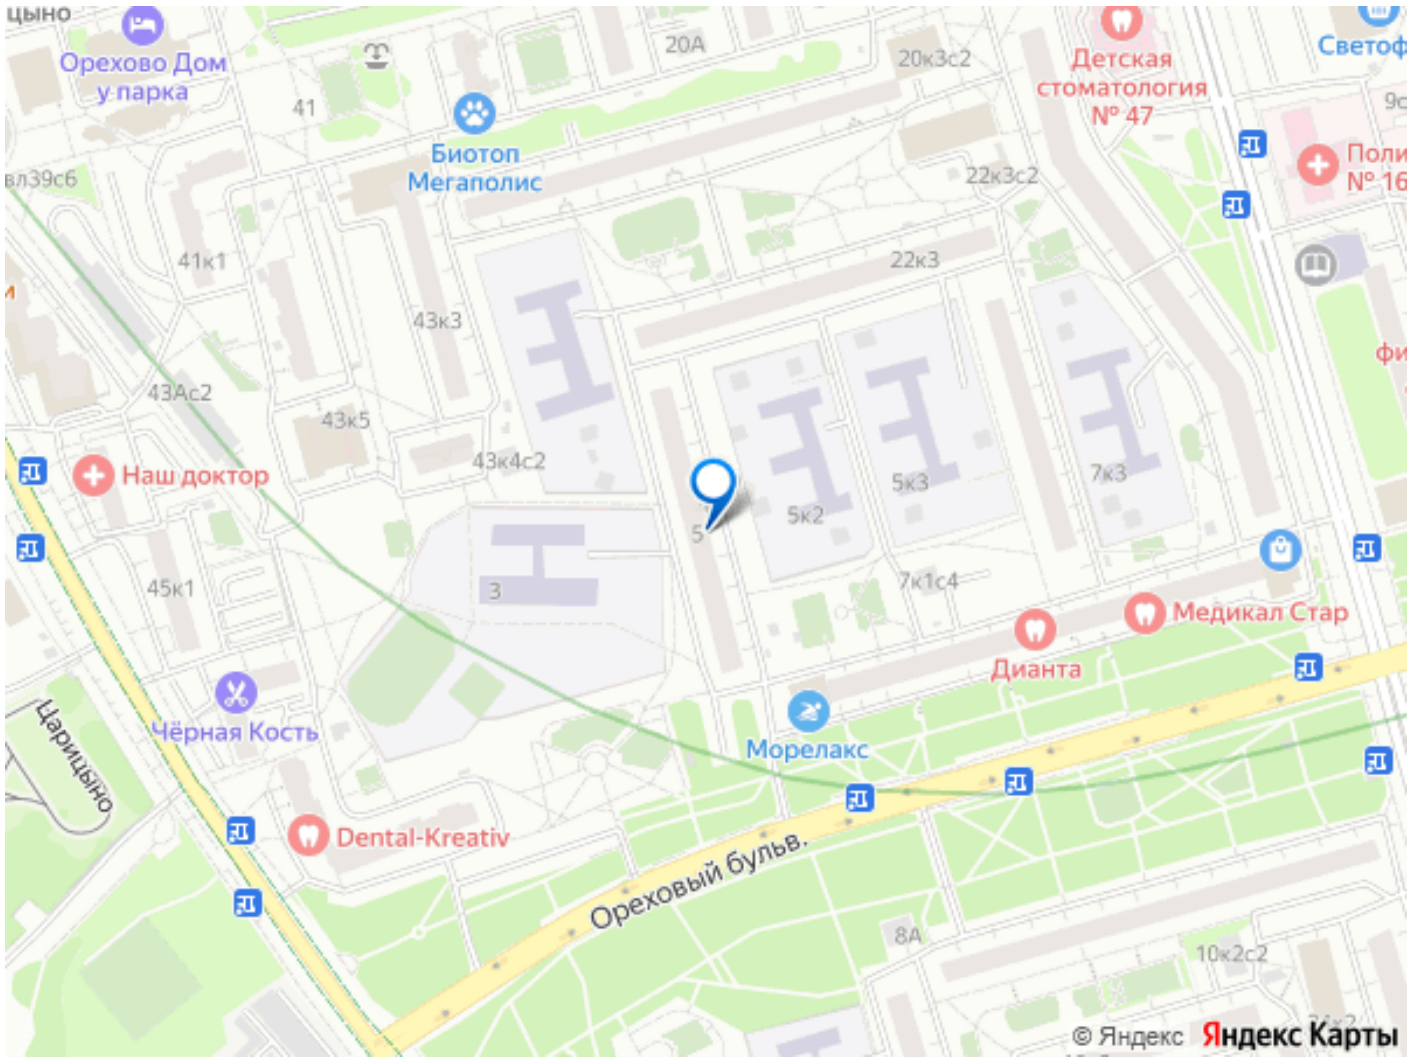 цыно
Орехово Дом
у парка
41
20А
20к3с2
Детская
стоматология
№ 47
Светоф
9с
Биотоп
Мегаполис
Поли
№ 16
вл39с6
22к3с2
41к1
22к3
43к3
фи
43Ас2
43к5
43к4с2
Наш доктор
5к3
7к3
5к2
5
45к1
3
7к1с4
Медикал Стар
Дианта
Чёрная Кость
Царицыно
Морелакс
Dental-Kreativ
Ореховый бульв.
8А
10к2с2
© Яндекс Яндекс Карты